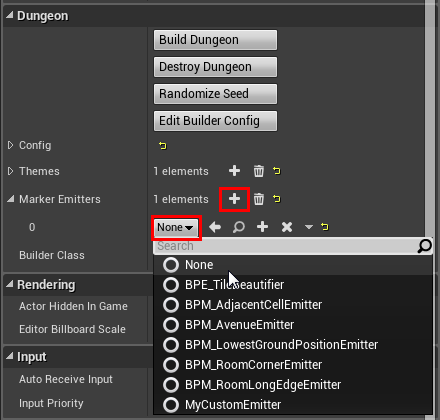 Dungeon
Build Dungeon
Destroy Dungeon
Randomize Seed
Edit Builder Config
Config
Themes 1 elements
Marker Emitters 1 elements
0 None
Search
Builder Class None
BPE_TileBeautifier
Rendering
BPM_AdjacentCellEmitter
Actor Hidden In Game
BPM_AvenueEmitter
Editor Billboard Scale
BPM_LowestGroundPositionEmitter
Input BPM_RoomCornerEmitter
Auto Receive Input BPM_RoomLongEdgeEmitter
Input Priority MyCustomEmitter